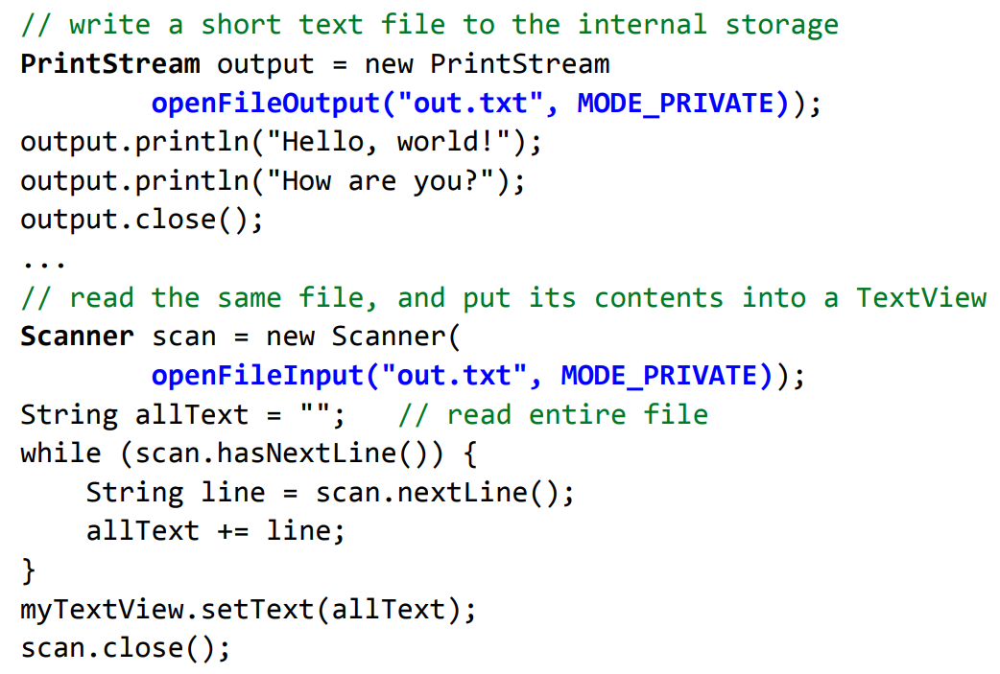 // write a short text file to the internal storage
PrintStream output = new PrintStream
        openFileOutput("out.txt", MODE_PRIVATE));
output.println("Hello, world!");
output.println("How are you?");
output.close();
...
// read the same file, and put its contents into a TextView
Scanner scan = new Scanner(
        openFileInput("out.txt", MODE_PRIVATE));
String allText = "";   // read entire file
while (scan.hasNextLine()) {
    String line = scan.nextLine();
    allText += line;
}
myTextView.setText(allText);
scan.close();